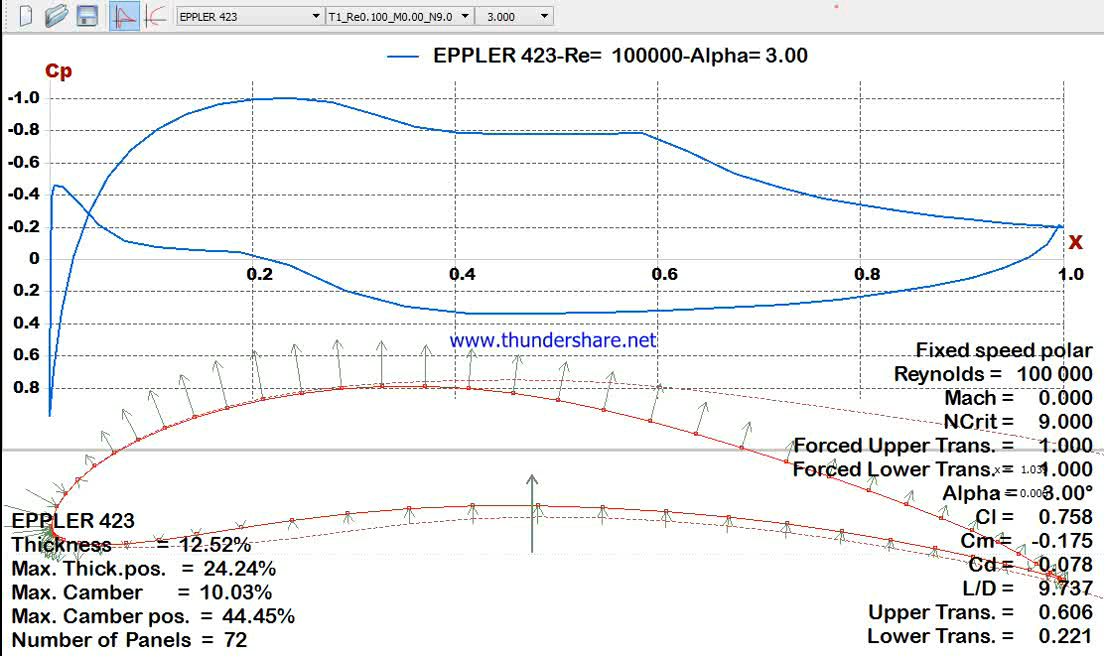 EPPLER 423 T1_Re0.100_M0.00_N9.0 3.000
EPPLER 423-Re= 100000-Alpha= 3.00
Cp
-1.0
-0.8
-0.6
-0.4
-0.2
X
0
0.2 0.4 0.6 0.8 1.0
0.2
0.4
www.thundershare.net
0.6
0.8
Fixed speed polar
Reynolds = 100 000
Mach = 0.000
NCrit = 9.000
Forced Upper Trans. = 1.000
Forced Lower Trans. = 1.000
Alpha = 3.00°
Cl = 0.758
Cm = -0.175
Cd = 0.078
L/D = 9.737
Upper Trans. = 0.606
Lower Trans. = 0.221
EPPLER 423
Thickness = 12.52%
Max. Thick.pos. = 24.24%
Max. Camber = 10.03%
Max. Camber pos. = 44.45%
Number of Panels = 72